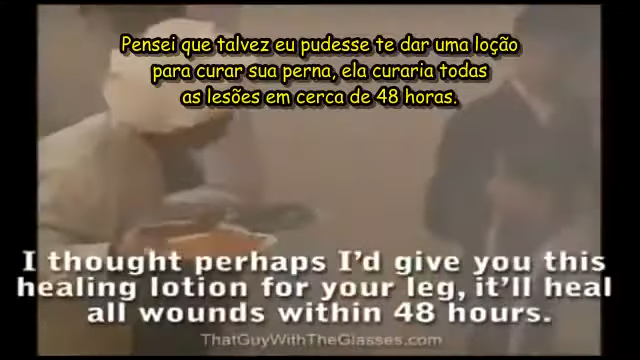 Pensei que talvez eu pudesse te dar uma loção
para curar sua perna, ela curaria todas
as lesões em cerca de 48 horas.
I thought perhaps I'd give you this
healing lotion for your leg, it'll heal
all wounds within 48 hours.
ThatGuyWithTheGlasses.com